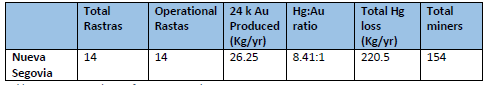 Total Rastras
Operational Rastas
24 k Au Produced (Kg/yr)
Hg:Au ratio
Total Hg loss (Kg/yr)
Total miners
Nueva Segovia
14
14
26.25
8.41:1
220.5
154